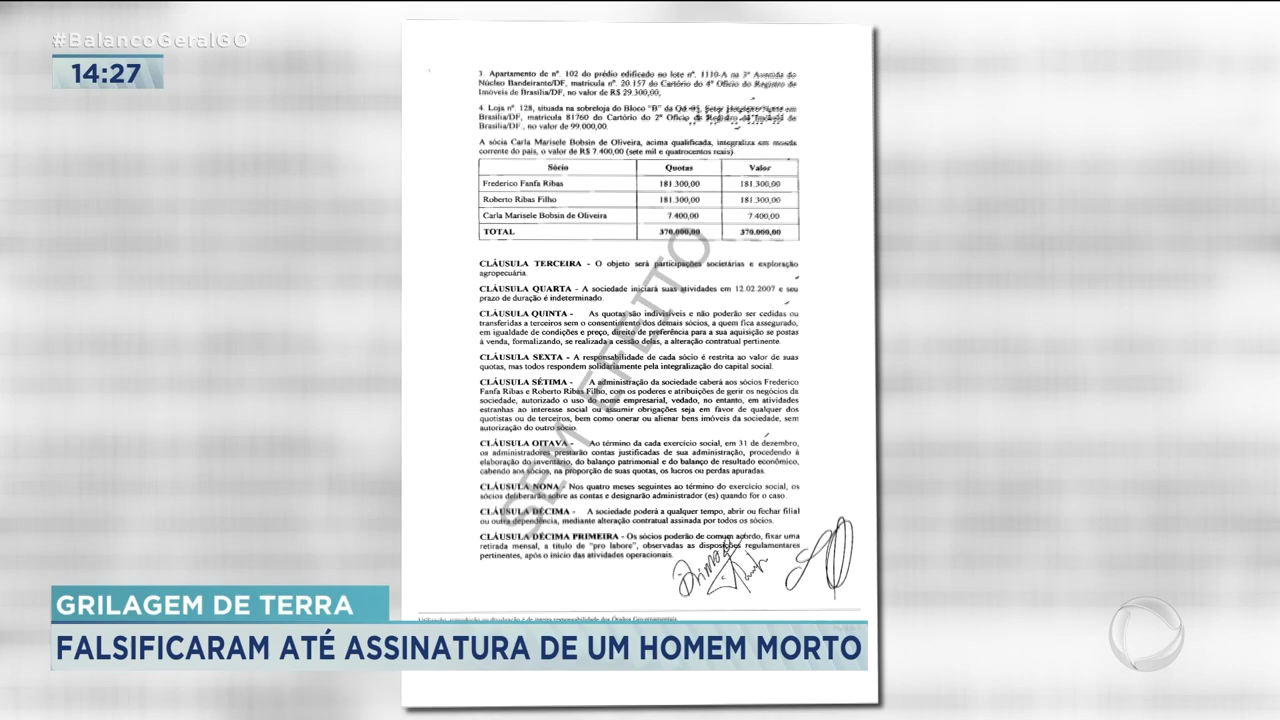 #BalancoGeralGO
14:27
3. Apartamento de nº. 102 do prédio edificado no lote nº. 1110-A na 3ª Avenida do
Núcleo Bandeirante/DF, matrícula nº. 20.157 do Cartório do 4º Ofício do Registro de
Imóveis de Brasília/DF, no valor de R$ 29.300,00;
4. Loja nº. 128, situada na sobreloja do Bloco "B" da Qd em
Brasília/DF, matrícula 81760 do Cartório do 2º Ofício de Registro de
Brasília/DF., no valor de 99.000,00.
A sócia Carla Marisele Bobsin de Oliveira, acima qualificada, integraliza em moeda
corrente do país, o valor de R$ 7.400,00 (sete mil e quatrocentos reais).
Sócio Quotas Valor
Frederico Fanfa Ribas 181.300,00 181.300,00
Roberto Ribas Filho 181.300,00 181.300,00
Carla Marisele Bobsin de Oliveira 7.400,00 7.400,00
TOTAL 370.000,00 370.000,00
SEM EFEITO
CLÁUSULA TERCEIRA - O objeto será participações societárias e exploração
agropecuária.
CLÁUSULA QUARTA - A sociedade iniciará suas atividades em 12.02.2007 e seu
prazo de duração é indeterminado.
CLÁUSULA QUINTA - As quotas são indivisíveis e não poderão ser cedidas ou
transferidas a terceiros sem o consentimento dos demais sócios, a quem fica assegurado,
em igualdade de condições e preço, direito de preferência para a sua aquisição se postas
à venda, formalizando, se realizada a cessão delas, a alteração contratual pertinente.
CLÁUSULA SEXTA - A responsabilidade de cada sócio é restrita ao valor de suas
quotas, mas todos respondem solidariamente pela integralização do capital social.
CLÁUSULA SÉTIMA - A administração da sociedade caberá aos sócios Frederico
Fanfa Ribas e Roberto Ribas Filho, com os poderes e atribuições de gerir os negócios da
sociedade, autorizado o uso do nome empresarial, vedado, no entanto, em atividades
estranhas ao interesse social ou assumir obrigações seja em favor de qualquer dos
quotistas ou de terceiros, bem como onerar ou alienar bens imóveis da sociedade, sem
autorização do outro sócio.
CLÁUSULA OITAVA - Ao término da cada exercício social, em 31 de dezembro,
os administradores prestarão contas justificadas de sua administração, procedendo à
elaboração do inventário, do balanço patrimonial e do balanço de resultado econômico,
cabendo aos sócios, na proporção de suas quotas, os lucros ou perdas apuradas.
CLÁUSULA NONA - Nos quatro meses seguintes ao término do exercício social, os
sócios deliberarão sobre as contas e designarão administrador (es) quando for o caso.
CLÁUSULA DÉCIMA - A sociedade poderá a qualquer tempo, abrir ou fechar filial
ou outra dependência, mediante alteração contratual assinada por todos os sócios.
CLÁUSULA DÉCIMA PRIMEIRA - Os sócios poderão de comum acordo, fixar uma
retirada mensal, a título de "pro labore", observadas as disposições regulamentares
pertinentes, após o início das atividades operacionais.
GRILAGEM DE TERRA
FALSIFICARAM ATÉ ASSINATURA DE UM HOMEM MORTO